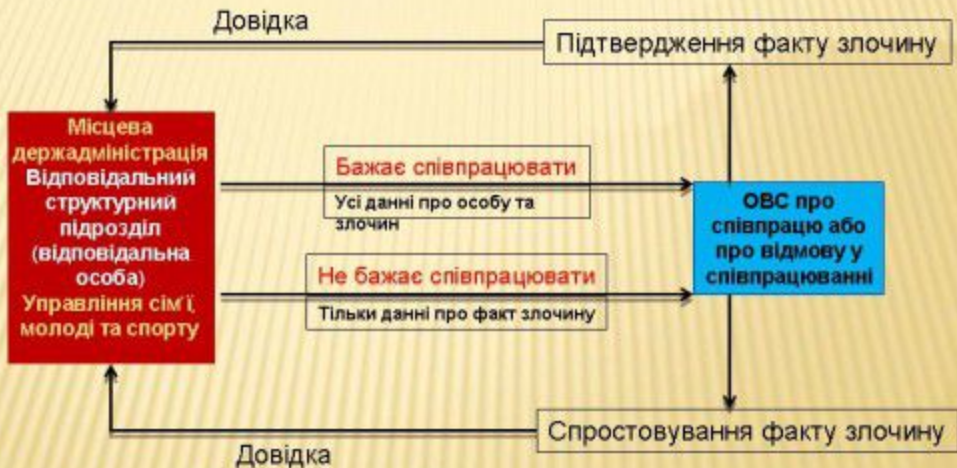 Довідка
Підтвердження факту злочину
Місцева
держадміністрація
Відповідальний
структурний
підрозділ
(відповідальна
особа)
Управління сім'ї,
молоді та спорту
Бажає співпрацювати
Усі данні про особу та
злочин
Не бажає співпрацювати
Тільки данні про факт злочину
ОВС про
співпрацю або
про відмову у
співпрацюванні
Спростовування факту злочину
Довідка